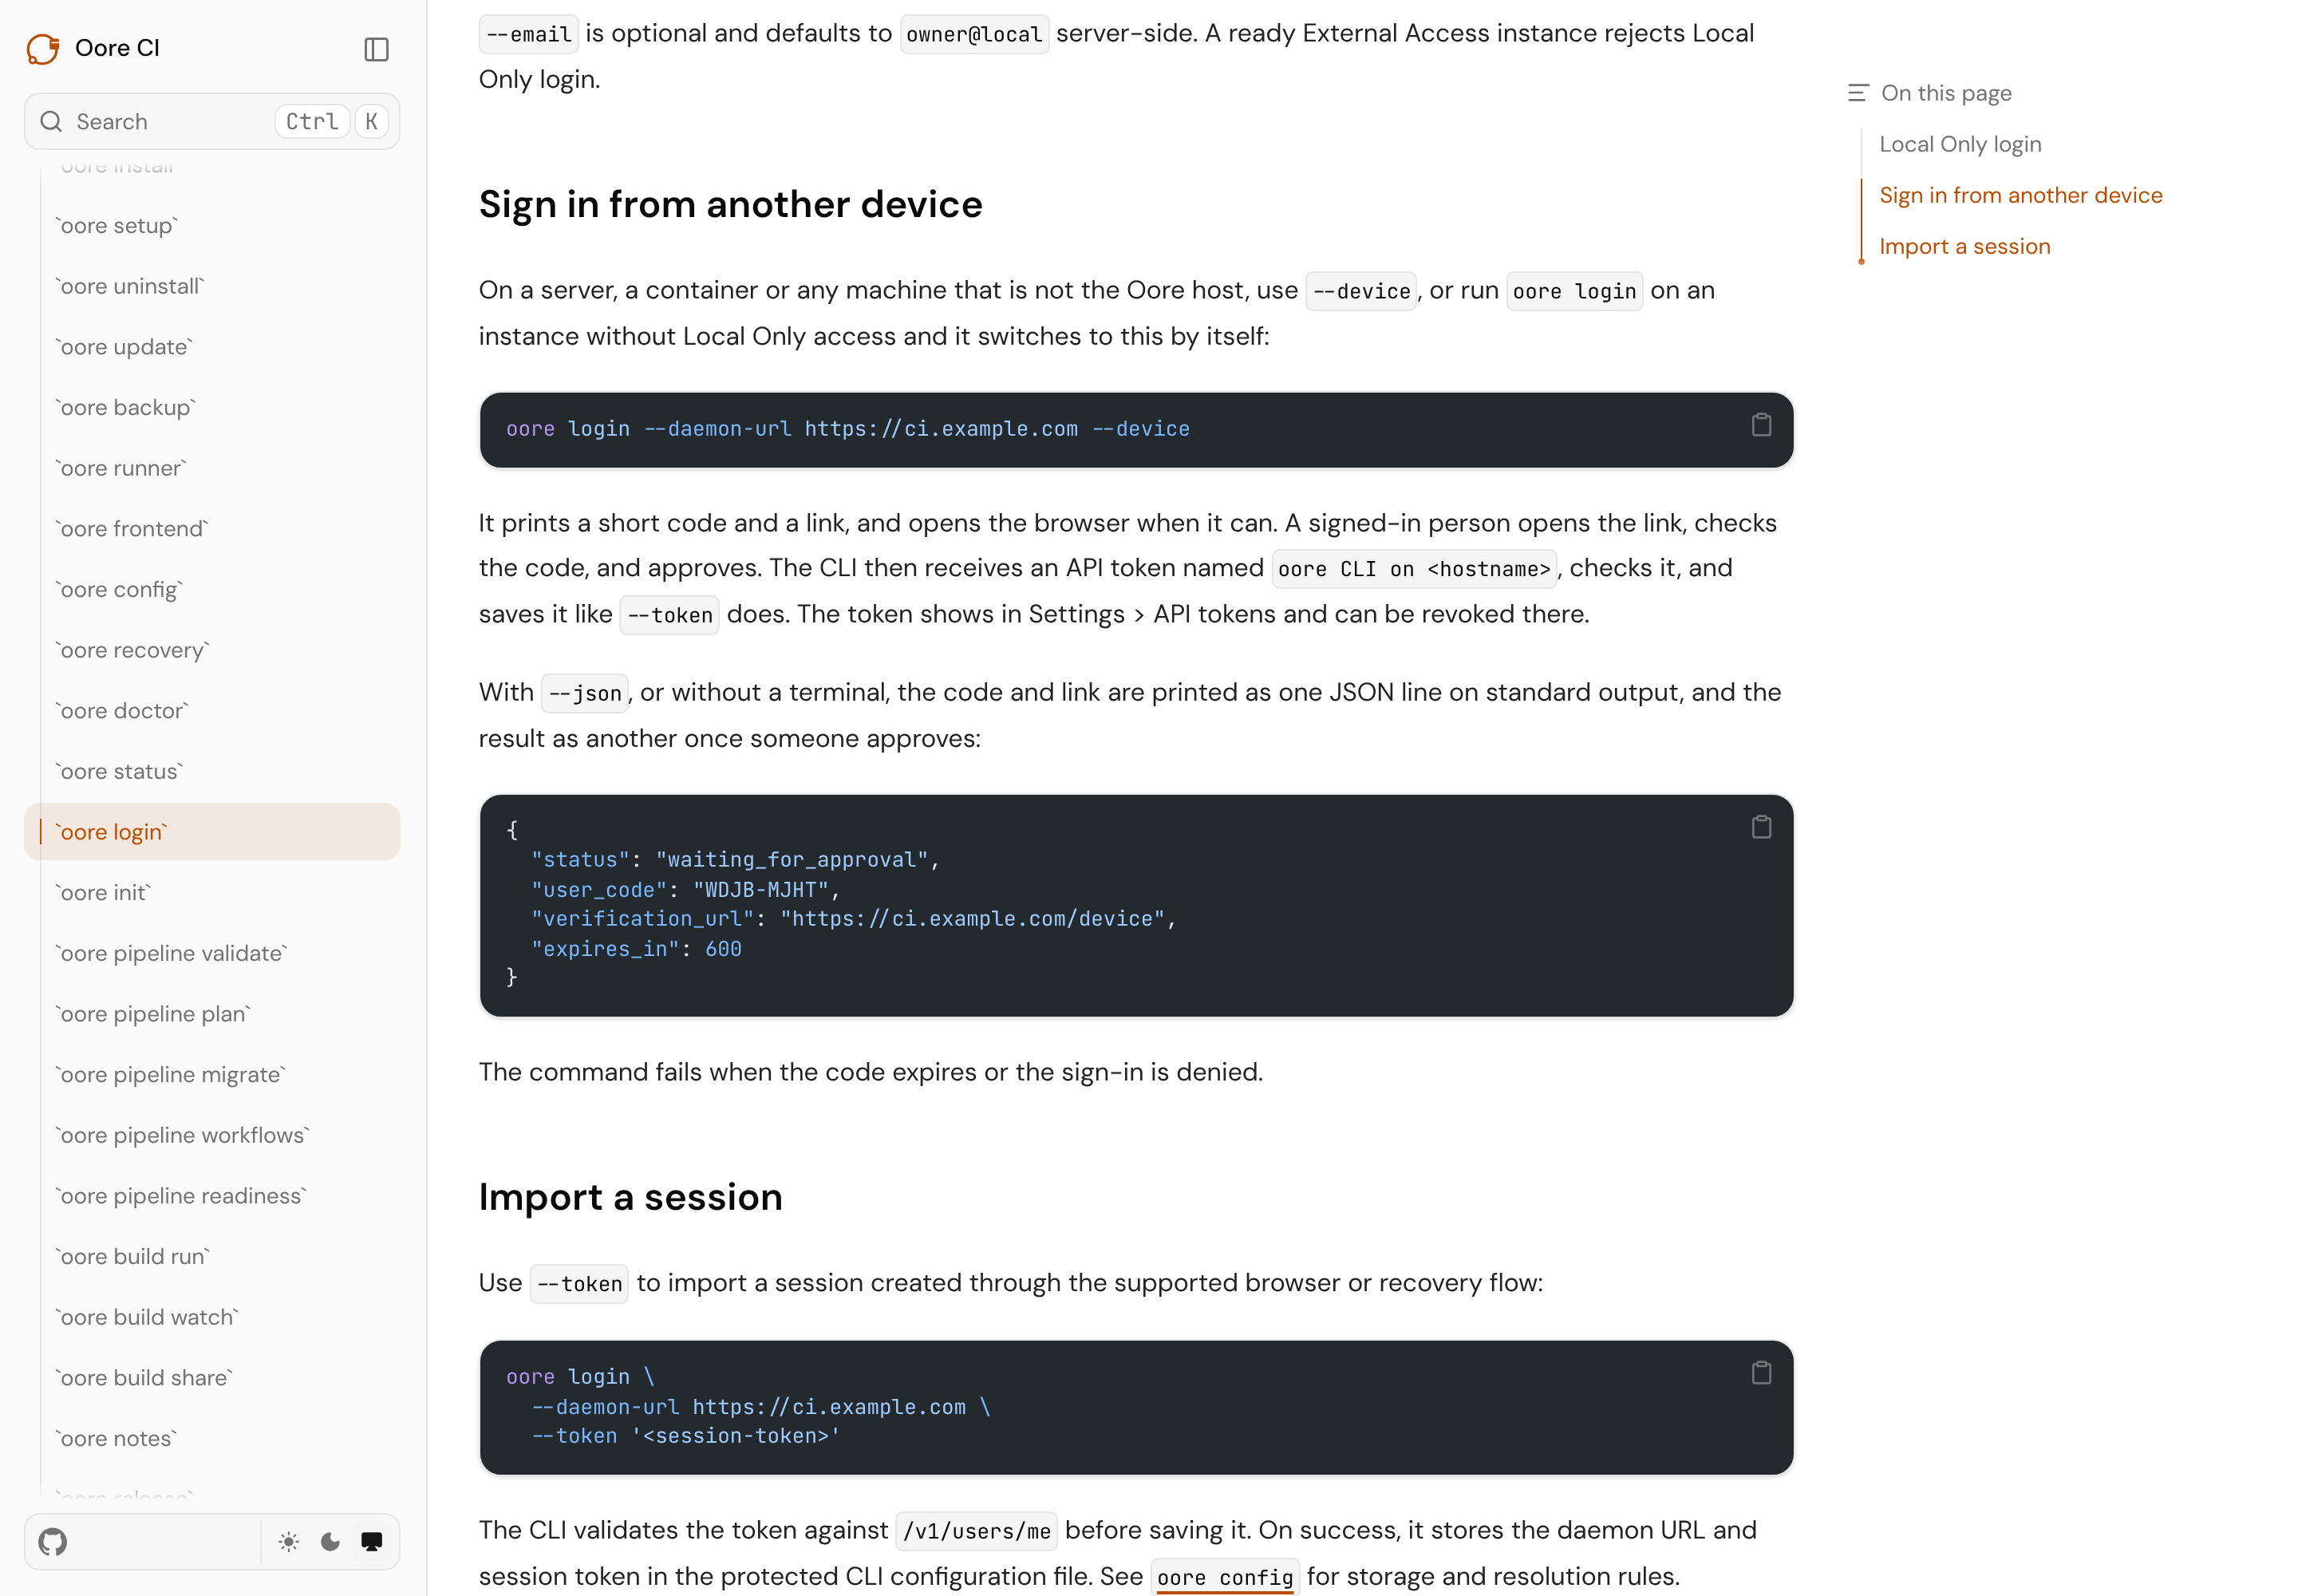 Oore CI
Search
Ctrl K
`oore setup`
`oore uninstall`
`oore update`
`oore backup`
`oore runner`
`oore frontend`
`oore config`
`oore recovery`
`oore doctor`
`oore status`
`oore login`
`oore init`
`oore pipeline validate`
`oore pipeline plan`
`oore pipeline migrate`
`oore pipeline workflows`
`oore pipeline readiness`
`oore build run`
`oore build watch`
`oore build share`
`oore notes`
--email is optional and defaults to owner@local server-side. A ready External Access instance rejects Local
Only login.
Sign in from another device
On a server, a container or any machine that is not the Oore host, use --device, or run oore login on an
instance without Local Only access and it switches to this by itself:
oore login --daemon-url https://ci.example.com --device
It prints a short code and a link, and opens the browser when it can. A signed-in person opens the link, checks
the code, and approves. The CLI then receives an API token named oore CLI on <hostname>, checks it, and
saves it like --token does. The token shows in Settings > API tokens and can be revoked there.
With --json, or without a terminal, the code and link are printed as one JSON line on standard output, and the
result as another once someone approves:
{
  "status": "waiting_for_approval",
  "user_code": "WDJB-MJHT",
  "verification_url": "https://ci.example.com/device",
  "expires_in": 600
}
The command fails when the code expires or the sign-in is denied.
Import a session
Use --token to import a session created through the supported browser or recovery flow:
oore login \
  --daemon-url https://ci.example.com \
  --token '<session-token>'
The CLI validates the token against /v1/users/me before saving it. On success, it stores the daemon URL and
session token in the protected CLI configuration file. See oore config for storage and resolution rules.
On this page
Local Only login
Sign in from another device
Import a session